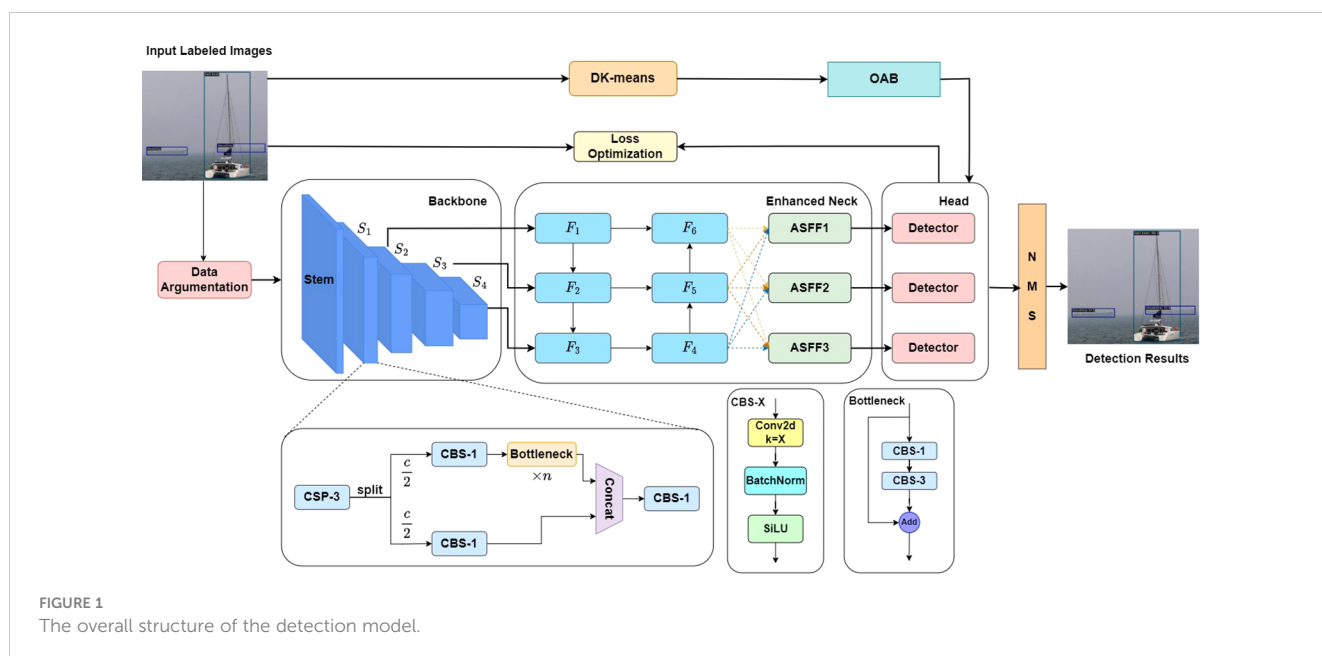 Input Labeled Images
DK-means
OAB
Loss
Optimization
Data
Argumentation
Backbone
Stem
S1
S2
S3
S4
Enhanced Neck
F1
F6
ASFF1
F2
F5
ASFF2
F3
F4
ASFF3
Head
Detector
Detector
Detector
N
M
S
Detection Results
CSP-3
split
c/2
c/2
CBS-1
Bottleneck
×n
CBS-1
Concat
CBS-1
CBS-X
Conv2d
k=X
BatchNorm
SiLU
Bottleneck
CBS-1
CBS-3
Add
FIGURE 1
The overall structure of the detection model.